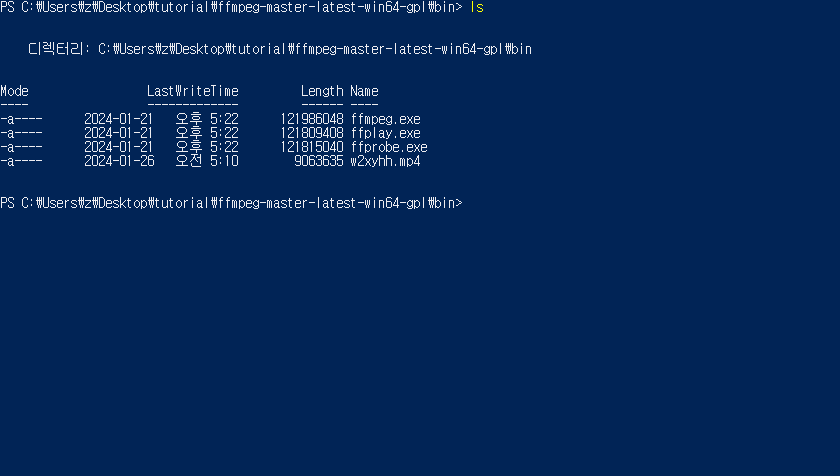 PS C:₩Users₩z₩Desktop₩tutorial₩ffmpeg-master-latest-win64-gpl₩bin> ls
디렉터리: C:₩Users₩z₩Desktop₩tutorial₩ffmpeg-master-latest-win64-gpl₩bin
Mode LastWriteTime Length Name
---- ------------- ------ ----
-a---- 2024-01-21 오후 5:22 121986048 ffmpeg.exe
-a---- 2024-01-21 오후 5:22 121809408 ffplay.exe
-a---- 2024-01-21 오후 5:22 121815040 ffprobe.exe
-a---- 2024-01-26 오전 5:10 9063635 w2xyhh.mp4
PS C:₩Users₩z₩Desktop₩tutorial₩ffmpeg-master-latest-win64-gpl₩bin>